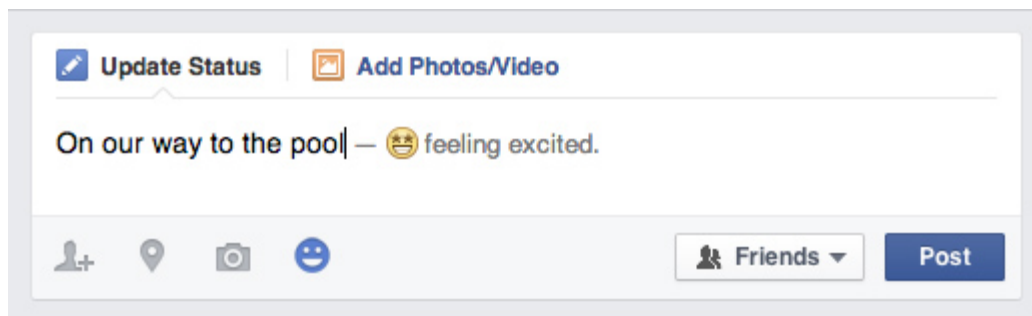 Update Status Add Photos/Video
On our way to the pool — feeling excited.
Friends Post